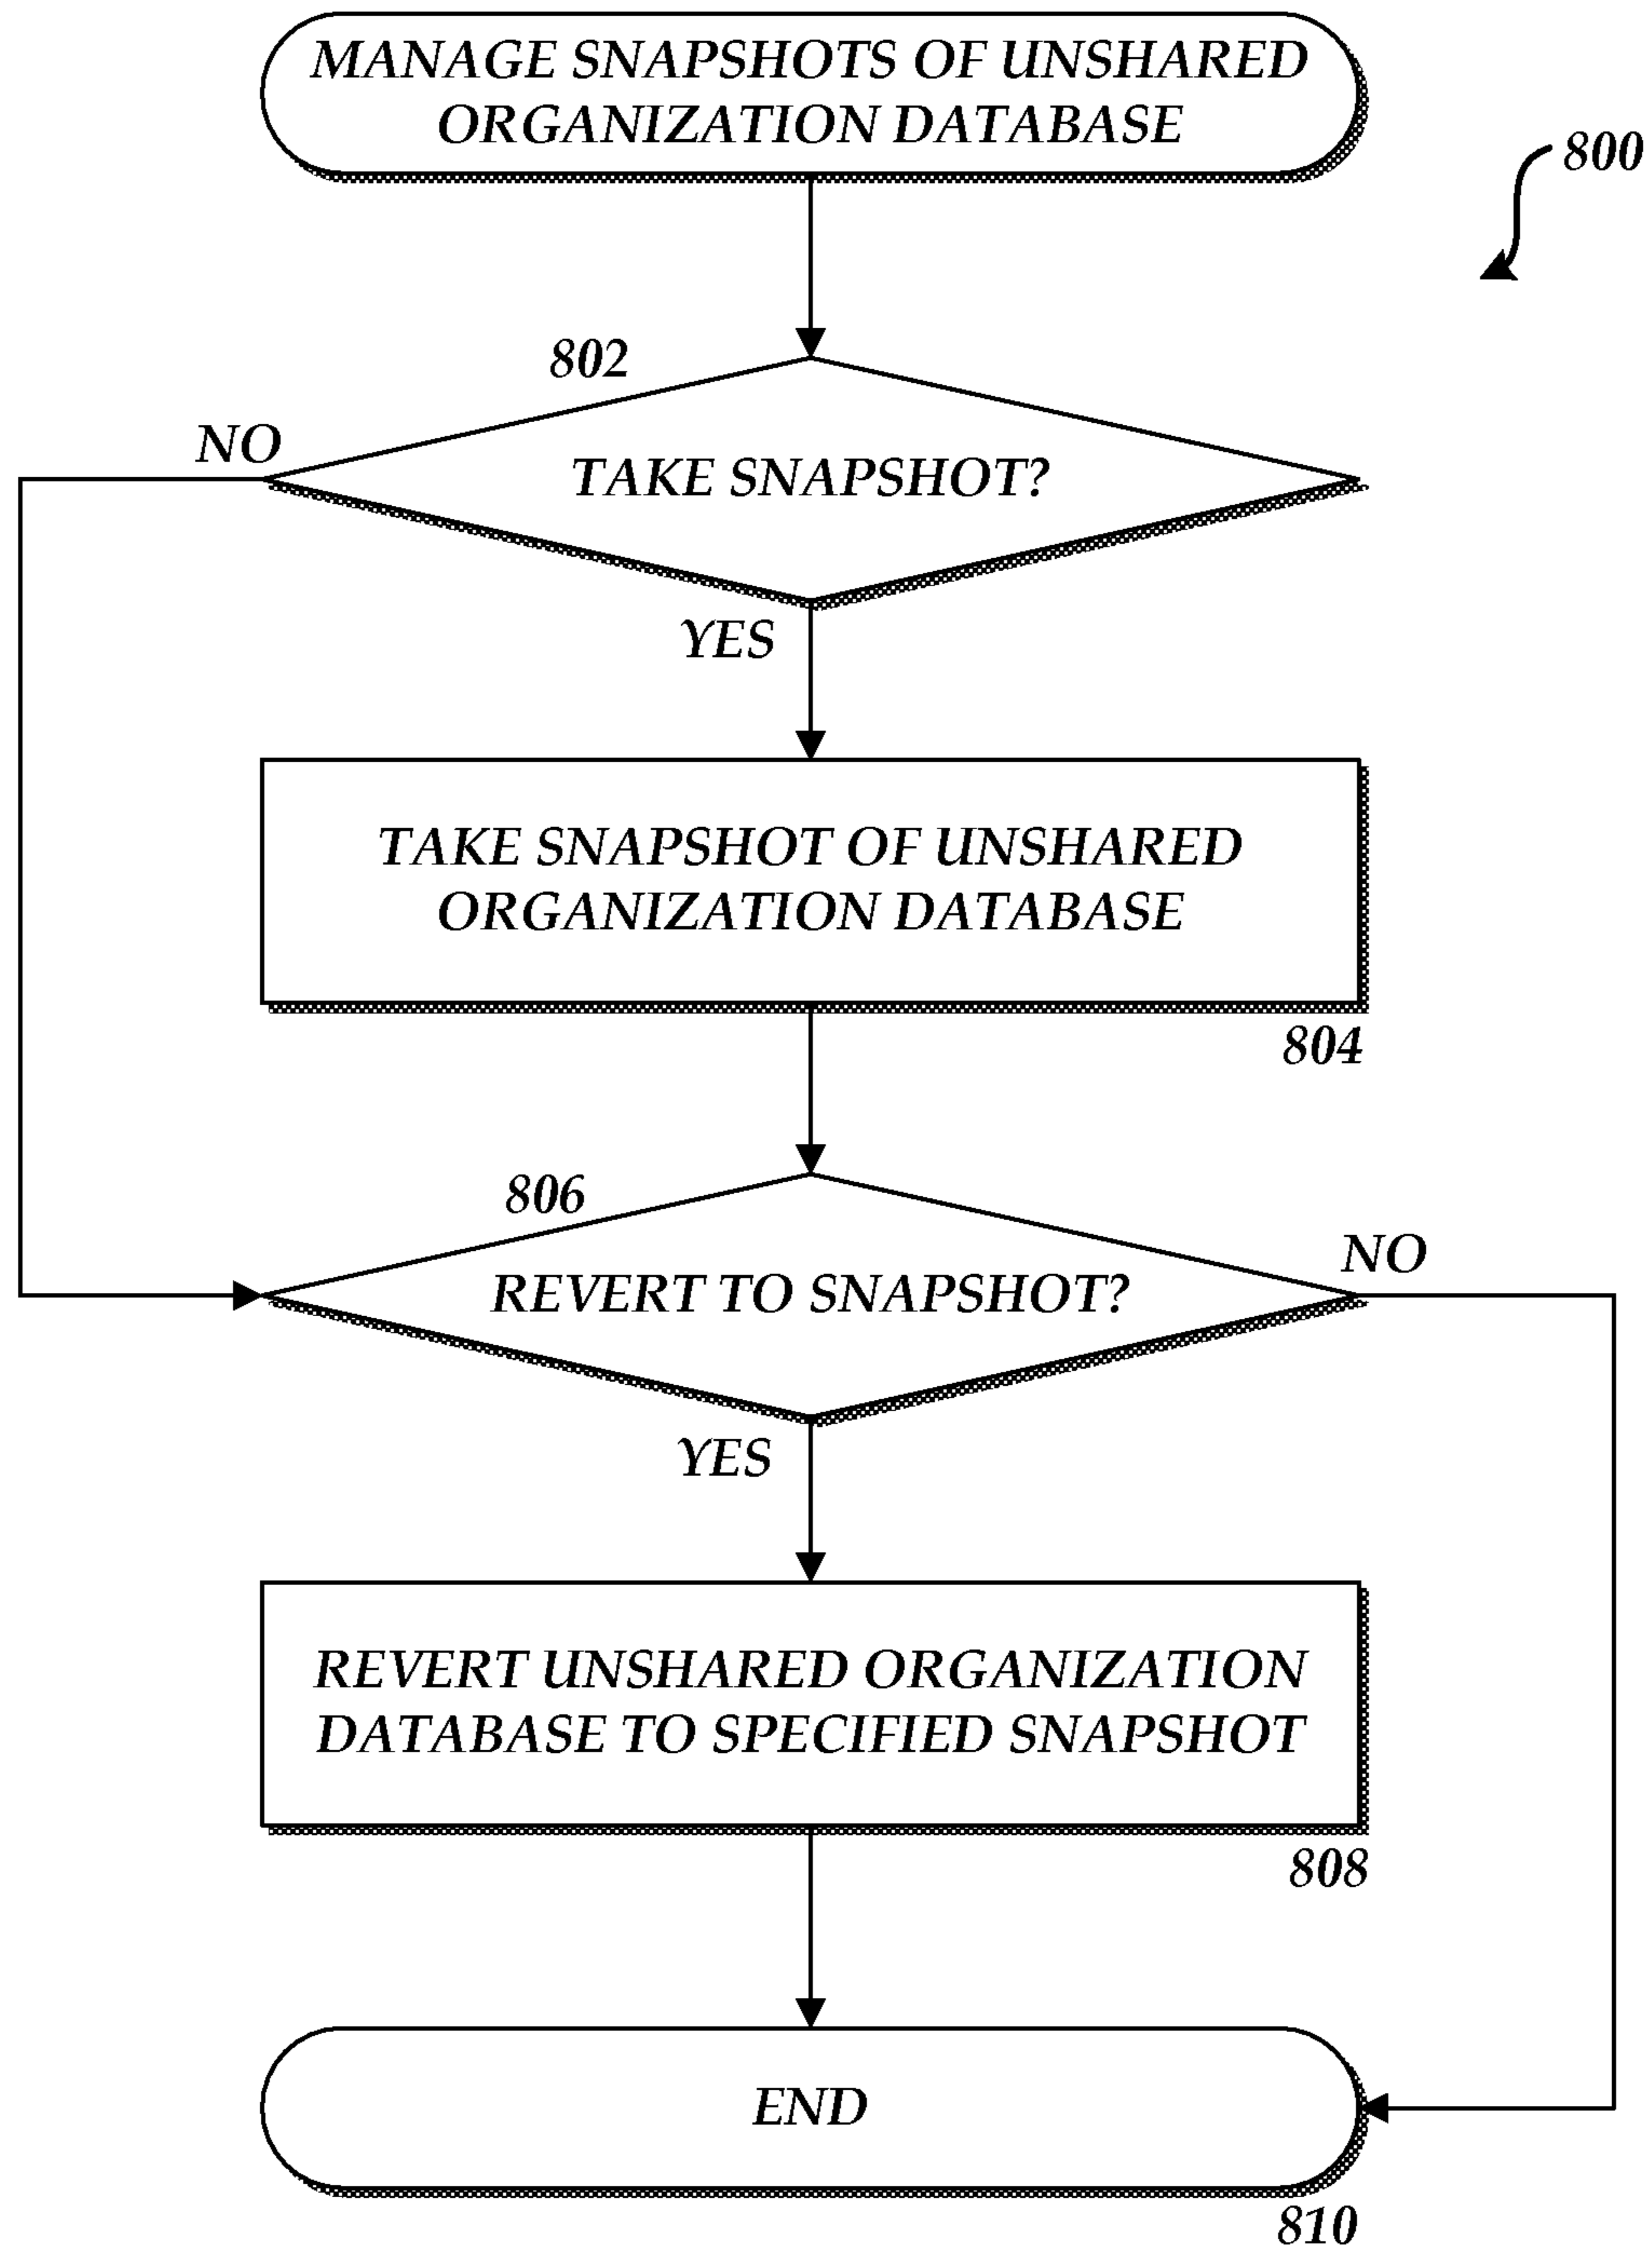 MANAGE SNAPSHOTS OF UNSHARED
ORGANIZATION DATABASE
800
802
NO
TAKE SNAPSHOT?
YES
TAKE SNAPSHOT OF UNSHARED
ORGANIZATION DATABASE
804
806
NO
REVERT TO SNAPSHOT?
YES
REVERT UNSHARED ORGANIZATION
DATABASE TO SPECIFIED SNAPSHOT
808
END
810